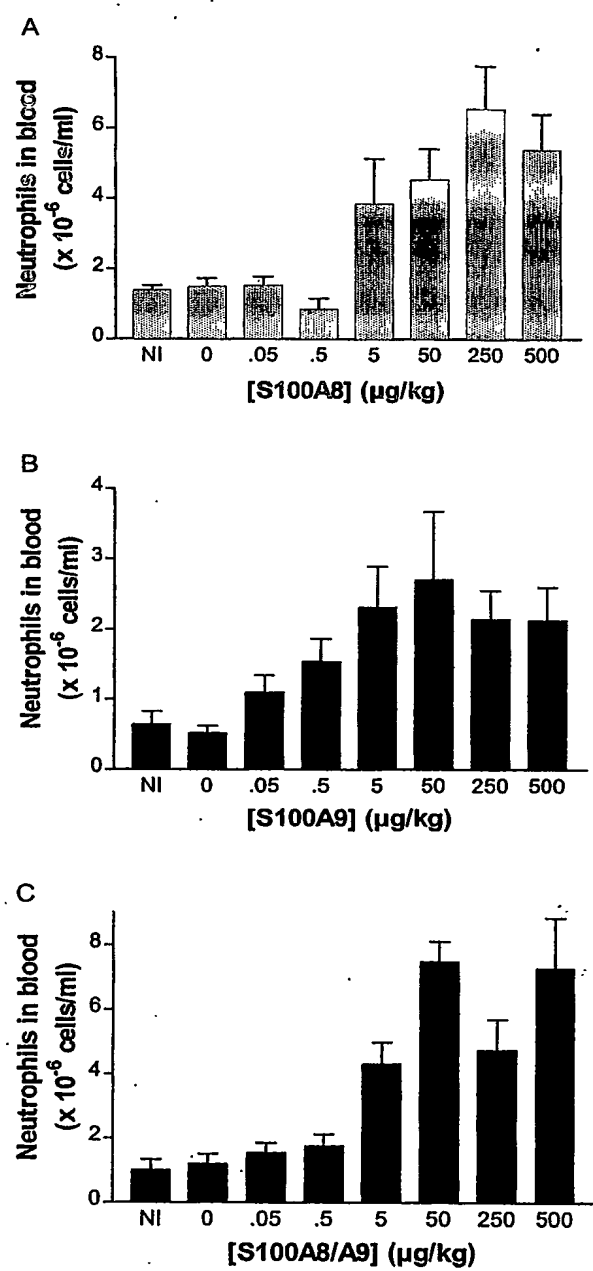 A
Neutrophils in blood
(x 10⁻⁶ cells/ml)
8
6
4
2
0
NI 0 .05 .5 5 50 250 500
[S100A8] (µg/kg)
B
Neutrophils in blood
(x 10⁻⁶ cells/ml)
4
3
2
1
0
NI 0 .05 .5 5 50 250 500
[S100A9] (µg/kg)
C
Neutrophils in blood
(x 10⁻⁶ cells/ml)
8
6
4
2
0
NI 0 .05 .5 5 50 250 500
[S100A8/A9] (µg/kg)